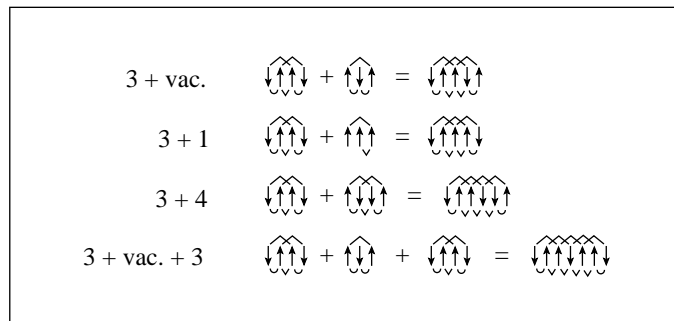 3 + vac. + =
3 + 1 + =
3 + 4 + =
3 + vac. + 3 + + =